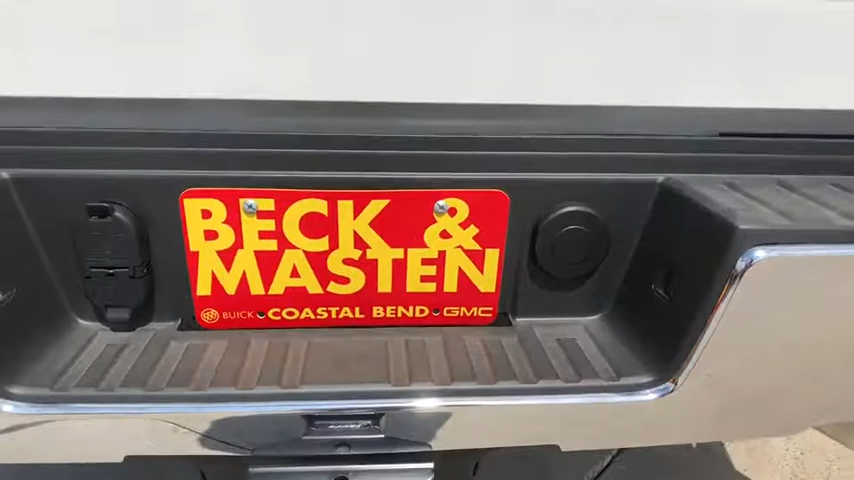 BECK &
MASTEN
BUICK • COASTAL BEND • GMC